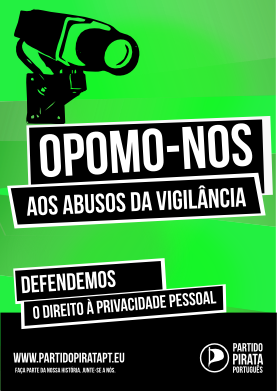 OPOMO-NOS
AOS ABUSOS DA VIGILÂNCIA
DEFENDEMOS
O DIREITO À PRIVACIDADE PESSOAL
WWW.PARTIDOPIRATAPT.EU
FAÇA PARTE DA NOSSA HISTÓRIA. JUNTE-SE A NÓS.
PARTIDO
PIRATA
PORTUGUÊS